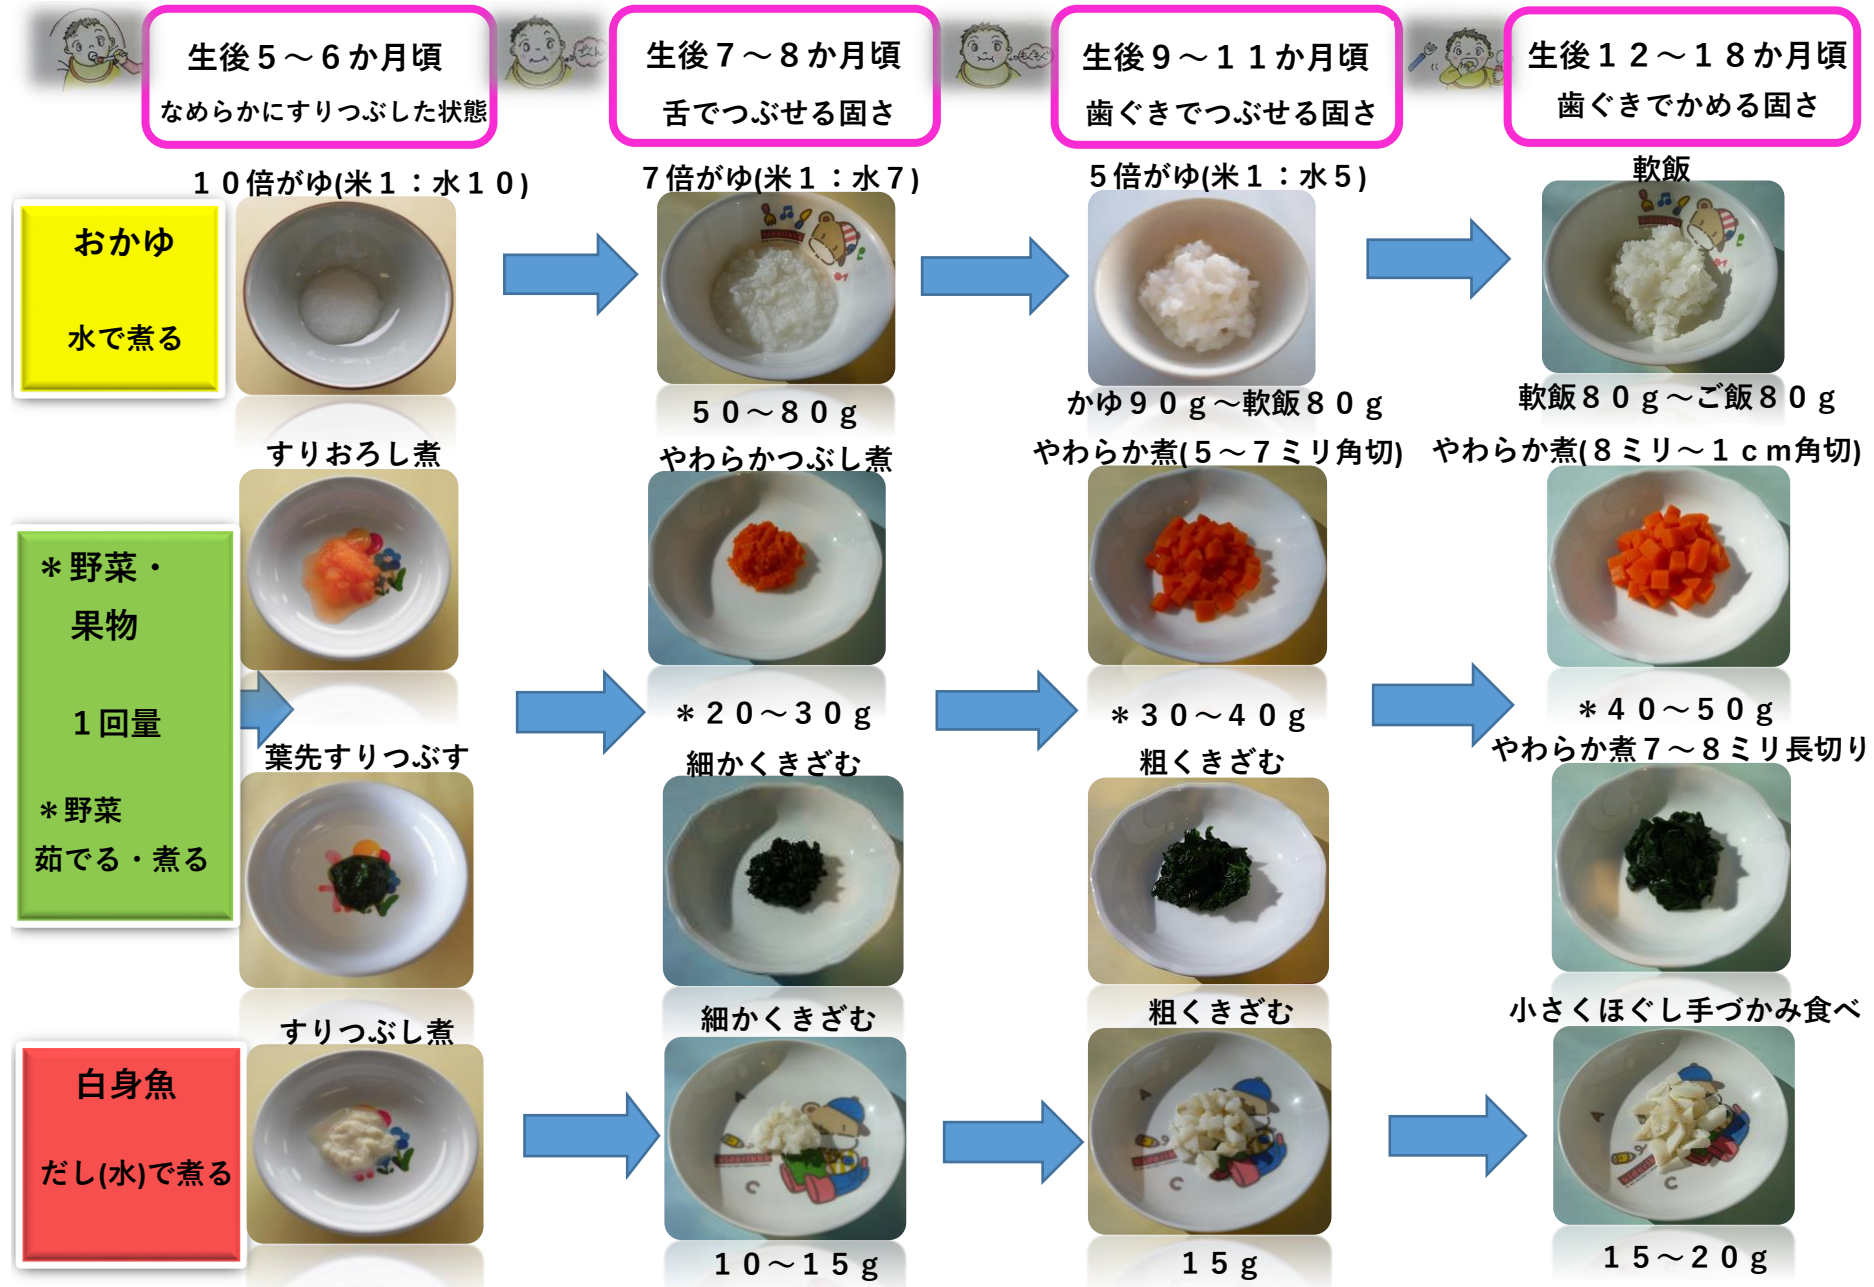 生後５～６か月頃
なめらかにすりつぶした状態
生後７～８か月頃
舌でつぶせる固さ
生後９～１１か月頃
歯ぐきでつぶせる固さ
生後１２～１８か月頃
歯ぐきでかめる固さ
ごくん
もぐもぐ
おかゆ
水で煮る
１０倍がゆ(米１：水１０)
７倍がゆ(米１：水７)
５０～８０ｇ
５倍がゆ(米１：水５)
かゆ９０ｇ～軟飯８０ｇ
軟飯
軟飯８０ｇ～ご飯８０ｇ
＊野菜・
果物
１回量
＊野菜
茹でる・煮る
すりおろし煮
やわらかつぶし煮
＊２０～３０ｇ
やわらか煮(５～７ミリ角切)
＊３０～４０ｇ
やわらか煮(８ミリ～１ｃｍ角切)
＊４０～５０ｇ
葉先すりつぶす
細かくきざむ
粗くきざむ
やわらか煮７～８ミリ長切り
白身魚
だし(水)で煮る
すりつぶし煮
細かくきざむ
１０～１５ｇ
粗くきざむ
１５ｇ
小さくほぐし手づかみ食べ
１５～２０ｇ